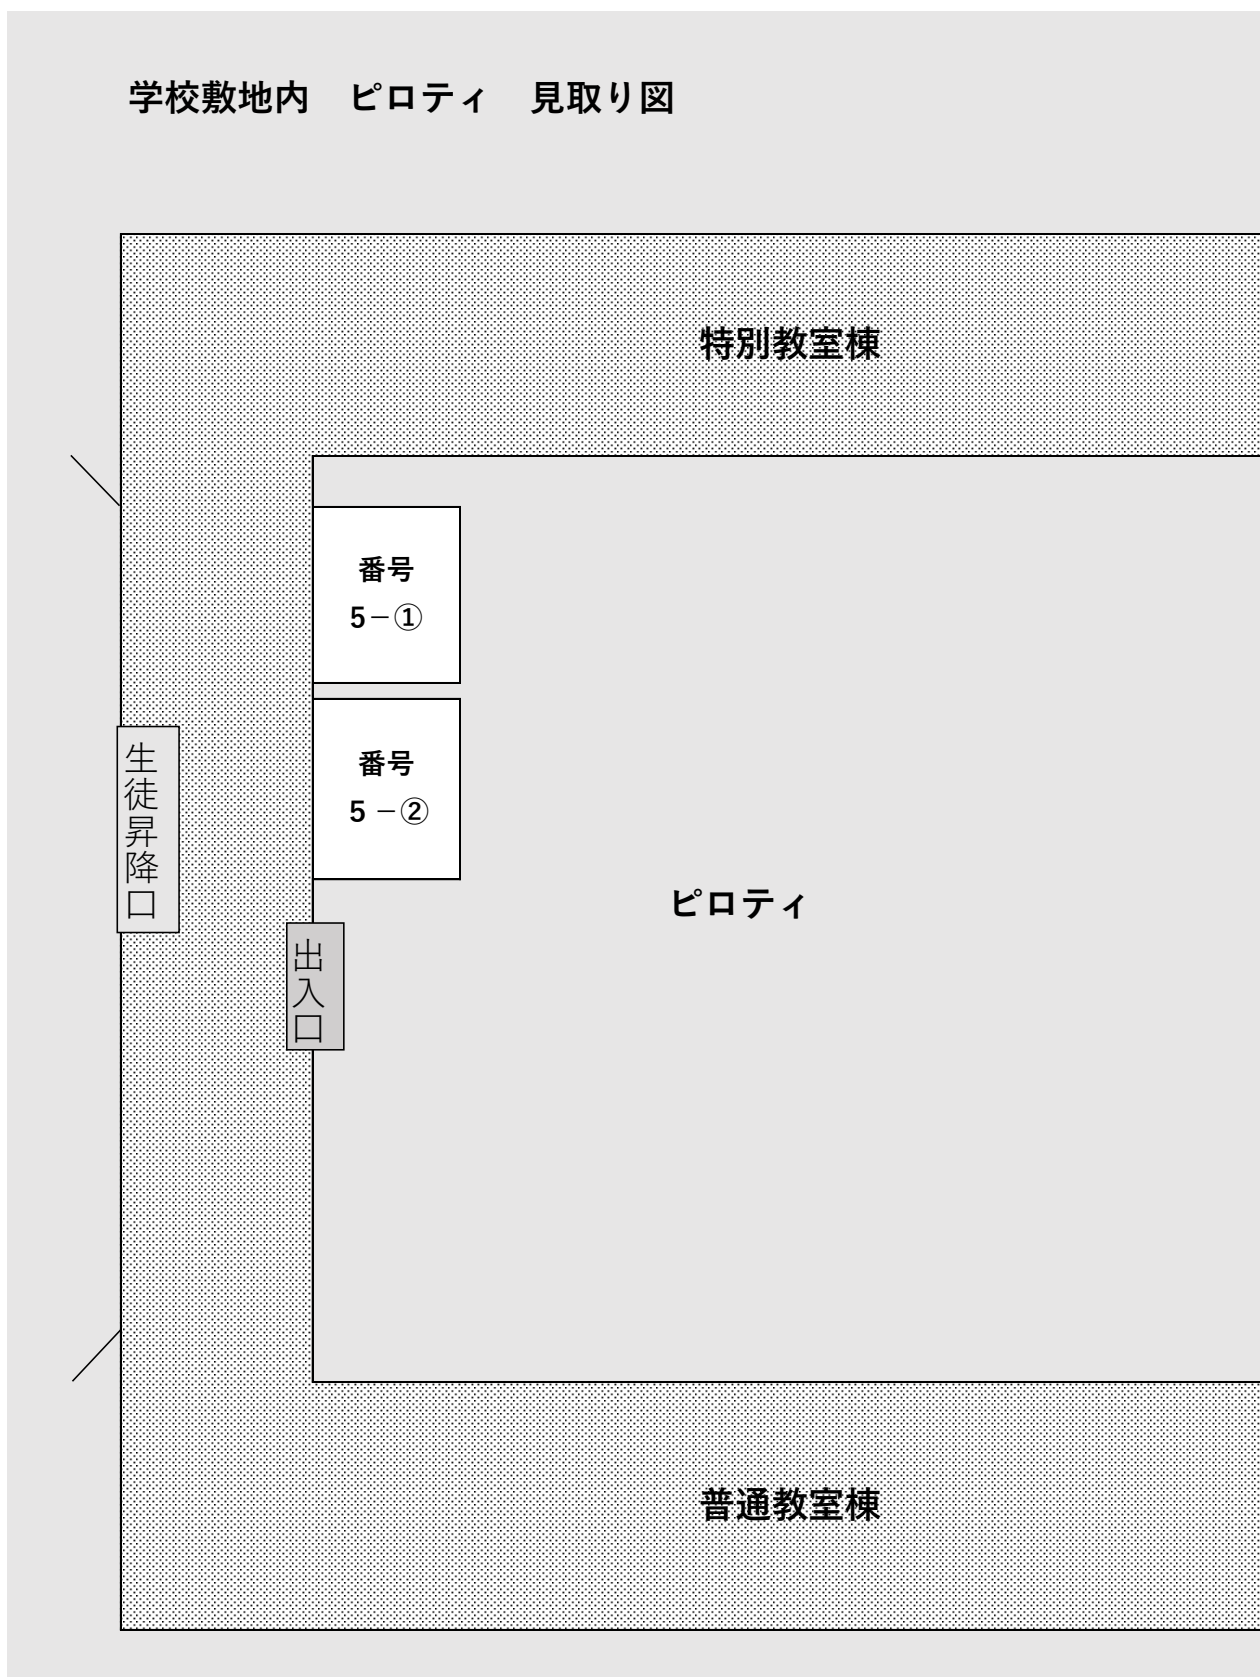 学校敷地内　ピロティ　見取り図
特別教室棟
番号
5－①
番号
5 －②
生徒昇降口
ピロティ
出入口
普通教室棟